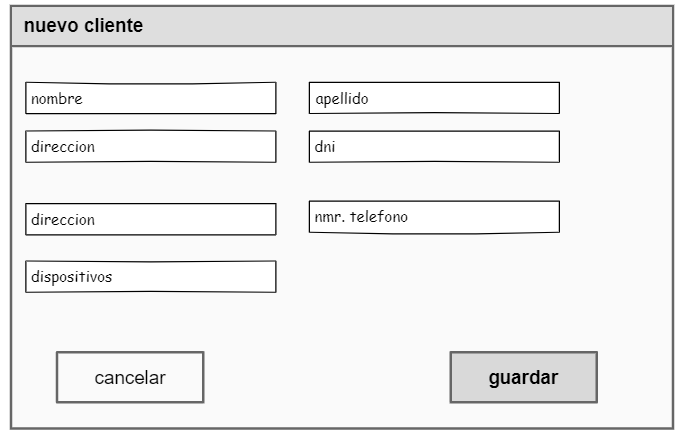 nuevo cliente
nombre
apellido
direccion
dni
direccion
nmr. telefono
dispositivos
cancelar
guardar